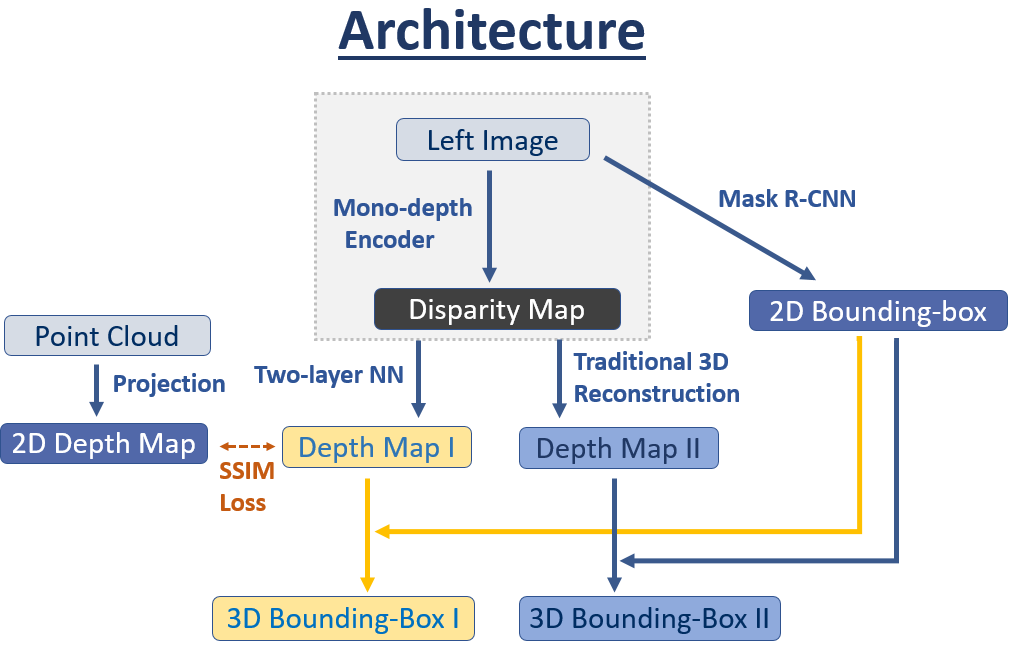 Architecture
Left Image
Mono-depth
Encoder
Mask R-CNN
Disparity Map
2D Bounding-box
Point Cloud
Projection
Two-layer NN
Traditional 3D
Reconstruction
2D Depth Map
SSIM
Loss
Depth Map I
Depth Map II
3D Bounding-Box I
3D Bounding-Box II